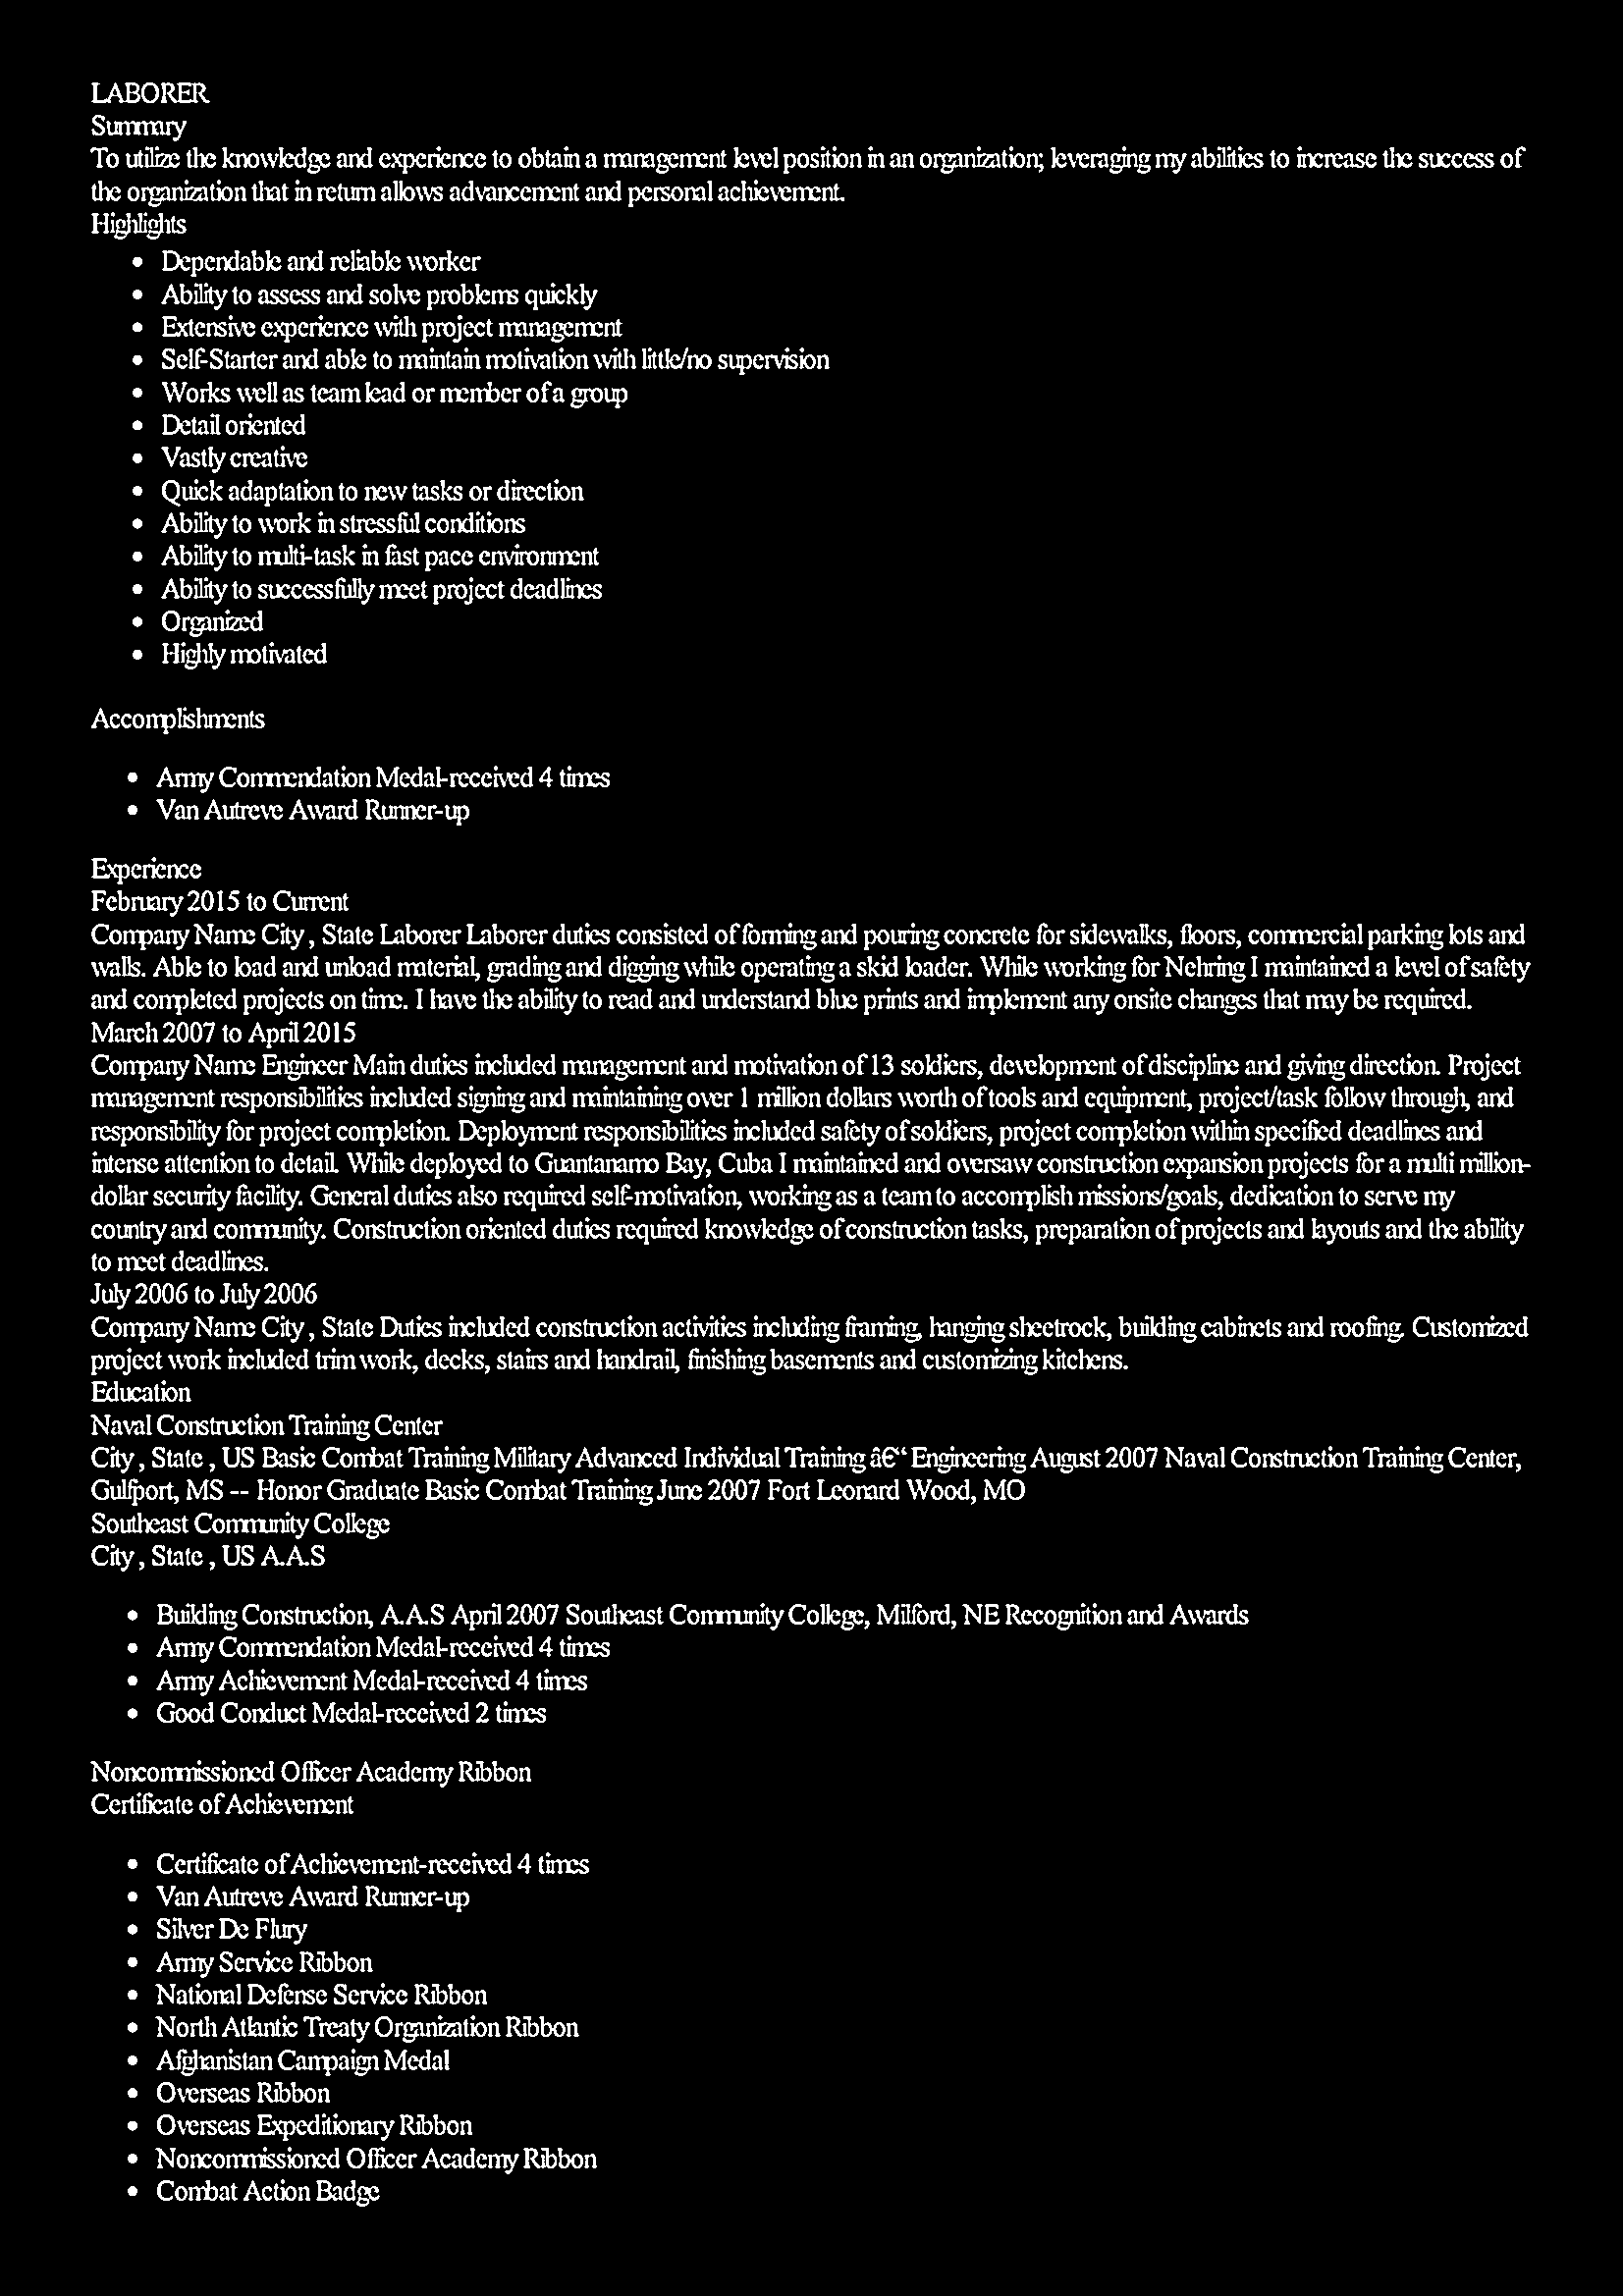 LABORER
Summary
To utilize the knowledge and experience to obtain a management level position in an organization; leveraging my abilities to increase the success of
the organization that in return allows advancement and personal achievement.
Highlights
• Dependable and reliable worker
• Ability to assess and solve problems quickly
• Extensive experience with project management
• Self-Starter and able to maintain motivation with little/no supervision
• Works well as team lead or member of a group
• Detail oriented
• Vastly creative
• Quick adaptation to new tasks or direction
• Ability to work in stressful conditions
• Ability to multi-task in fast pace environment
• Ability to successfully meet project deadlines
• Organized
• Highly motivated
Accomplishments
• Army Commendation Medal-received 4 times
• Van Autreve Award Runner-up
Experience
February 2015 to Current
Company Name City , State Laborer Laborer duties consisted of forming and pouring concrete for sidewalks, floors, commercial parking lots and
walls. Able to load and unload material, grading and digging while operating a skid loader. While working for Nehring I maintained a level of safety
and completed projects on time. I have the ability to read and understand blue prints and implement any onsite changes that may be required.
March 2007 to April 2015
Company Name Engineer Main duties included management and motivation of 13 soldiers, development of discipline and giving direction. Project
management responsibilities included signing and maintaining over 1 million dollars worth of tools and equipment, project/task follow through, and
responsibility for project completion. Deployment responsibilities included safety of soldiers, project completion within specified deadlines and
intense attention to detail. While deployed to Guantanamo Bay, Cuba I maintained and oversaw construction expansion projects for a multi million-
dollar security facility. General duties also required self-motivation, working as a team to accomplish missions/goals, dedication to serve my
country and community. Construction oriented duties required knowledge of construction tasks, preparation of projects and layouts and the ability
to meet deadlines.
July 2006 to July 2006
Company Name City , State Duties included construction activities including framing, hanging sheetrock, building cabinets and roofing. Customized
project work included trim work, decks, stairs and handrail, finishing basements and customizing kitchens.
Education
Naval Construction Training Center
City , State , US Basic Combat Training Military Advanced Individual Training â€“ Engineering August 2007 Naval Construction Training Center,
Gulfport, MS -- Honor Graduate Basic Combat Training June 2007 Fort Leonard Wood, MO
Southeast Community College
City , State , US A.A.S
• Building Construction, A.A.S April 2007 Southeast Community College, Milford, NE Recognition and Awards
• Army Commendation Medal-received 4 times
• Army Achievement Medal-received 4 times
• Good Conduct Medal-received 2 times
Noncommissioned Officer Academy Ribbon
Certificate of Achievement
• Certificate of Achievement-received 4 times
• Van Autreve Award Runner-up
• Silver De Flury
• Army Service Ribbon
• National Defense Service Ribbon
• North Atlantic Treaty Organization Ribbon
• Afghanistan Campaign Medal
• Overseas Ribbon
• Overseas Expeditionary Ribbon
• Noncommissioned Officer Academy Ribbon
• Combat Action Badge